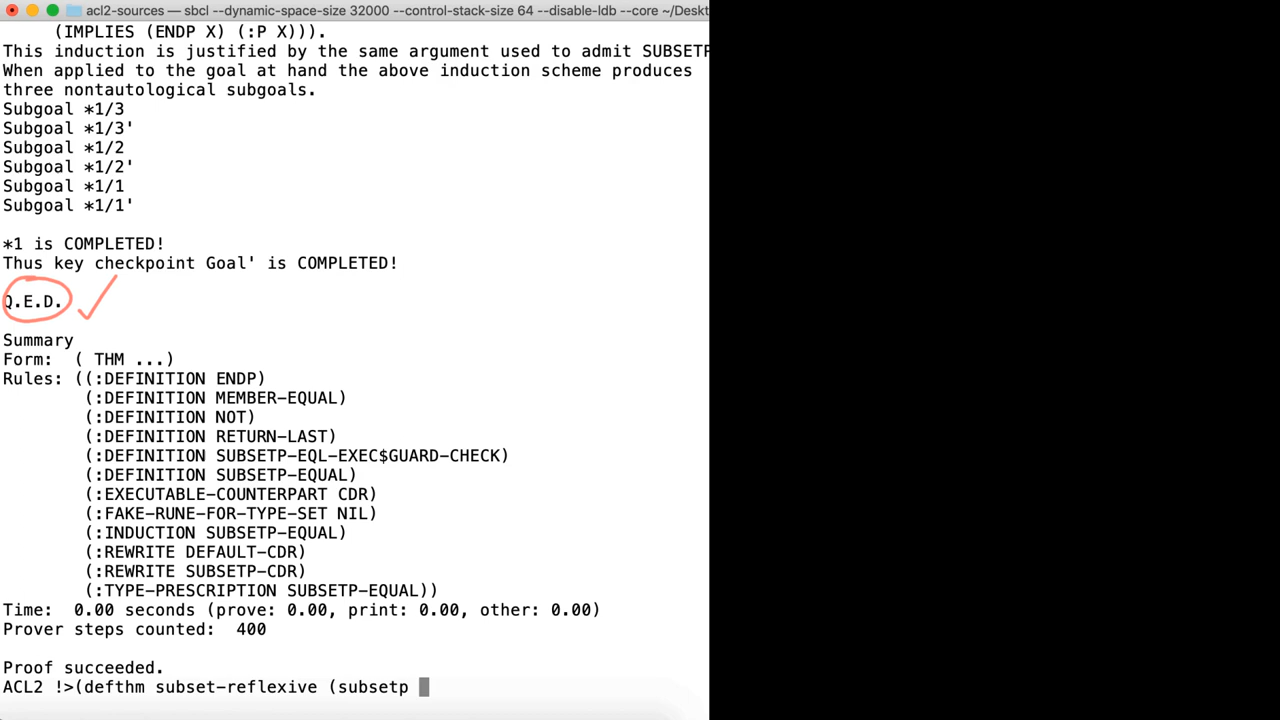 acl2-sources — sbcl --dynamic-space-size 32000 --control-stack-size 64 --disable-ldb --core ~/Deskt
(IMPLIES (ENDP X) (:P X))).
This induction is justified by the same argument used to admit SUBSETP
When applied to the goal at hand the above induction scheme produces
three nontautological subgoals.
Subgoal *1/3
Subgoal *1/3'
Subgoal *1/2
Subgoal *1/2'
Subgoal *1/1
Subgoal *1/1'
*1 is COMPLETED!
Thus key checkpoint Goal' is COMPLETED!
Q.E.D.
Summary
Form:  ( THM ...)
Rules: ((:DEFINITION ENDP)
(:DEFINITION MEMBER-EQUAL)
(:DEFINITION NOT)
(:DEFINITION RETURN-LAST)
(:DEFINITION SUBSETP-EQL-EXEC$GUARD-CHECK)
(:DEFINITION SUBSETP-EQUAL)
(:EXECUTABLE-COUNTERPART CDR)
(:FAKE-RUNE-FOR-TYPE-SET NIL)
(:INDUCTION SUBSETP-EQUAL)
(:REWRITE DEFAULT-CDR)
(:REWRITE SUBSETP-CDR)
(:TYPE-PRESCRIPTION SUBSETP-EQUAL))
Time:  0.00 seconds (prove: 0.00, print: 0.00, other: 0.00)
Prover steps counted:  400
Proof succeeded.
ACL2 !>(defthm subset-reflexive (subsetp